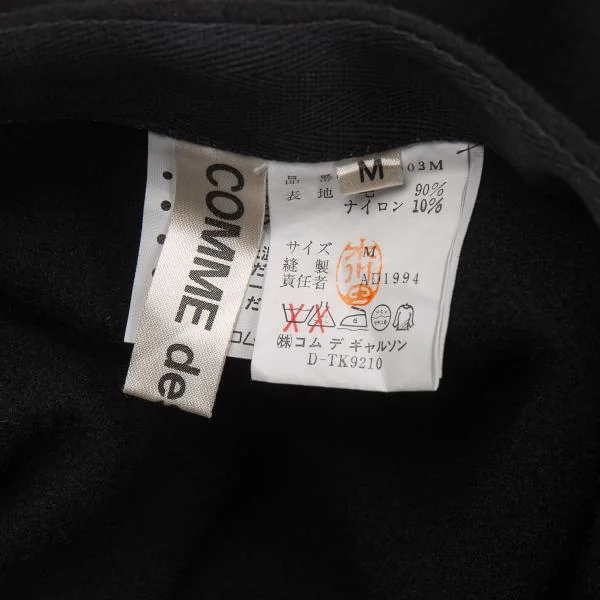 COMME de
M
品番 03M
表地 毛 90%
ナイロン 10%
サイズ M
縫製
責任者 AD1994
㈱コム デ ギャルソン
D-TK9210